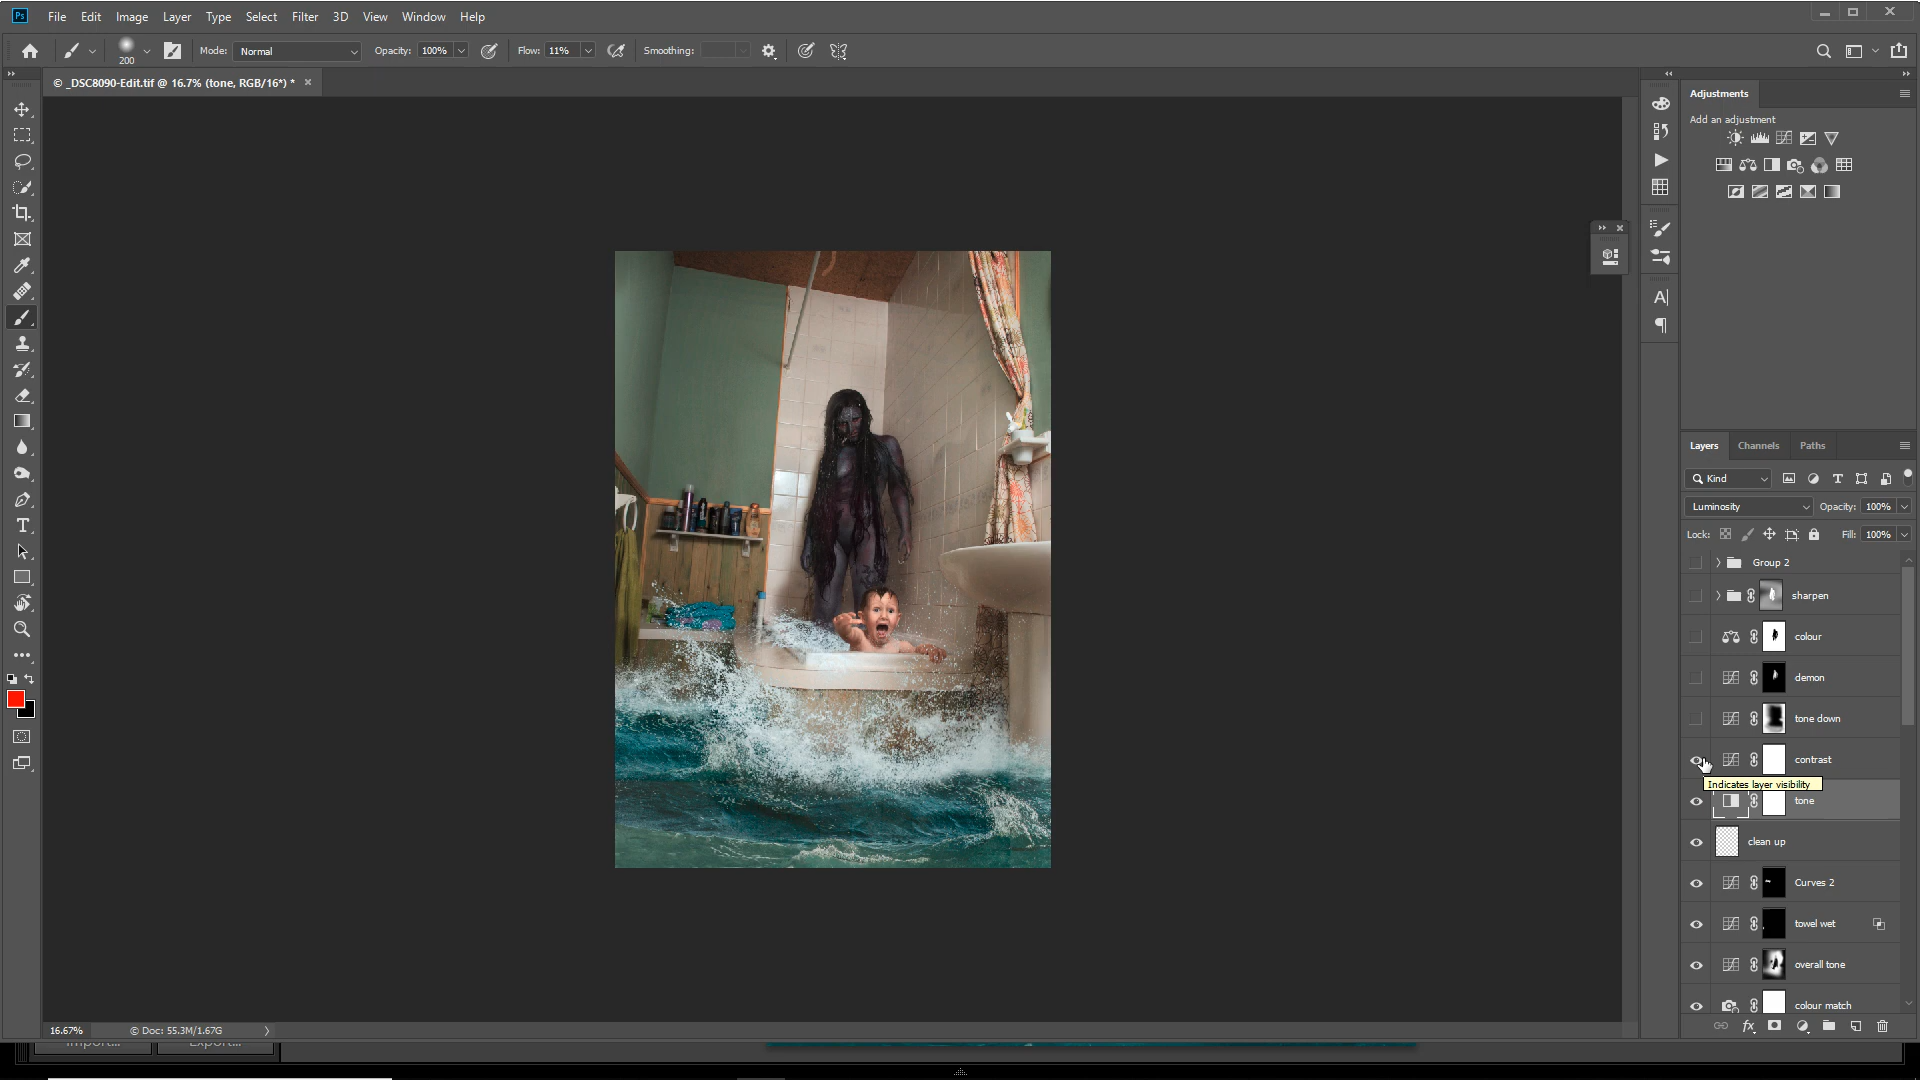 Ps File Edit Image Layer Type Select Filter 3D View Window Help
200 Mode: Normal Opacity: 100% Flow: 11% Smoothing:
© _DSC8090-Edit.tif @ 16.7% (tone, RGB/16*) *
Adjustments
Add an adjustment
Layers Channels Paths
Kind
Luminosity Opacity: 100%
Lock: Fill: 100%
Group 2
sharpen
colour
demon
tone down
contrast
Indicates layer visibility
tone
clean up
Curves 2
towel wet
overall tone
colour match
16.67% © Doc: 55.3M/1.67G
Import... Export...